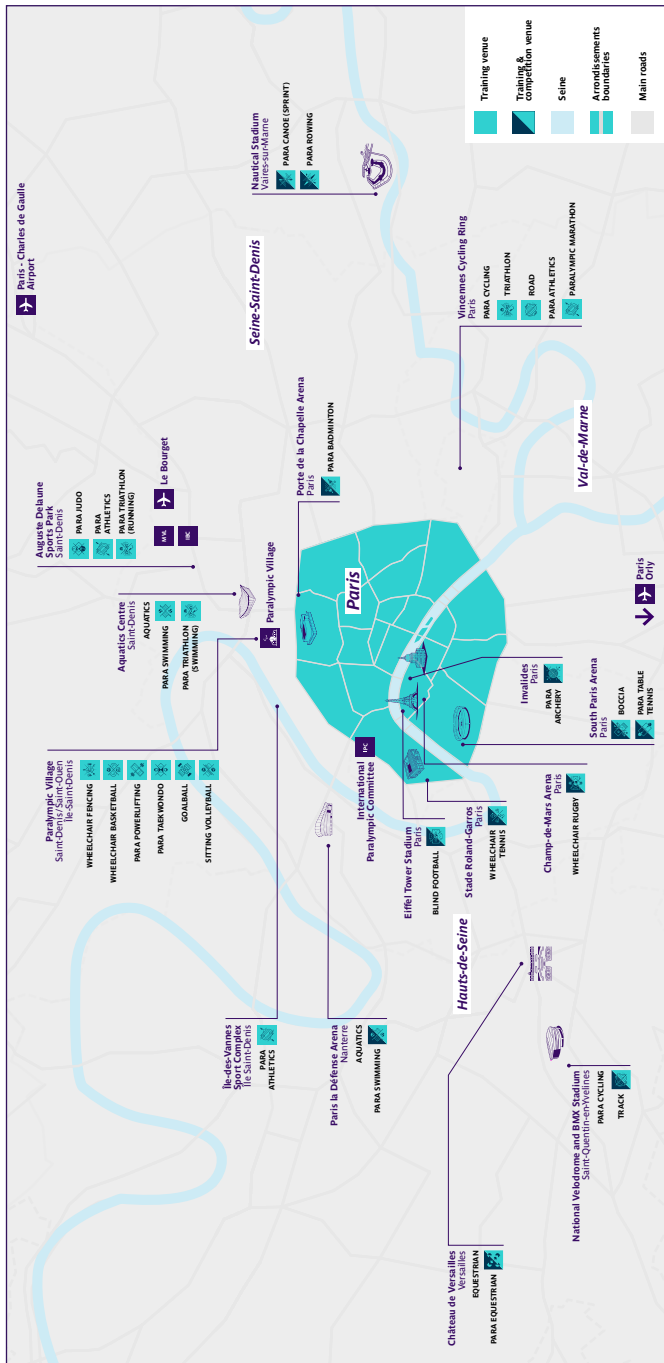 Paralympic Village
Saint-Denis/Saint-Ouen
Île-Saint-Denis
WHEELCHAIR FENCING
WHEELCHAIR BASKETBALL
PARA POWERLIFTING
PARA TAEKWONDO
GOALBALL
SITTING VOLLEYBALL
Aquatics Centre
Saint-Denis
AQUATICS
PARA SWIMMING
PARA TRIATHLON
(SWIMMING)
Auguste Delaune
Sports Park
Saint-Denis
PARA JUDO
PARA
ATHLETICS
PARA TRIATHLON
(RUNNING)
MVL
IBC
Le Bourget
Paris - Charles de Gaulle
Airport
Seine-Saint-Denis
Nautical Stadium
Vaires-sur-Marne
PARA CANOE (SPRINT)
PARA ROWING
Île-des-Vannes
Sport Complex
Île Saint-Denis
PARA
ATHLETICS
Paralympic Village
Porte de la Chapelle Arena
Paris
PARA BADMINTON
Paris la Défense Arena
Nanterre
AQUATICS
PARA SWIMMING
International
Paralympic Committee
IPC
Paris
Eiffel Tower Stadium
Paris
BLIND FOOTBALL
Stade Roland-Garros
Paris
WHEELCHAIR
TENNIS
Hauts-de-Seine
Château de Versailles
Versailles
EQUESTRIAN
PARA EQUESTRIAN
Champ-de-Mars Arena
Paris
WHEELCHAIR RUGBY
Invalides
Paris
PARA
ARCHERY
South Paris Arena
Paris
BOCCIA
PARA TABLE
TENNIS
National Velodrome and BMX Stadium
Saint-Quentin-en-Yvelines
PARA CYCLING
TRACK
Paris
Orly
Val-de-Marne
Vincennes Cycling Ring
Paris
PARA CYCLING
TRIATHLON
ROAD
PARA ATHLETICS
PARALYMPIC MARATHON
Training venue
Training &
competition venue
Seine
Arrondissements
boundaries
Main roads